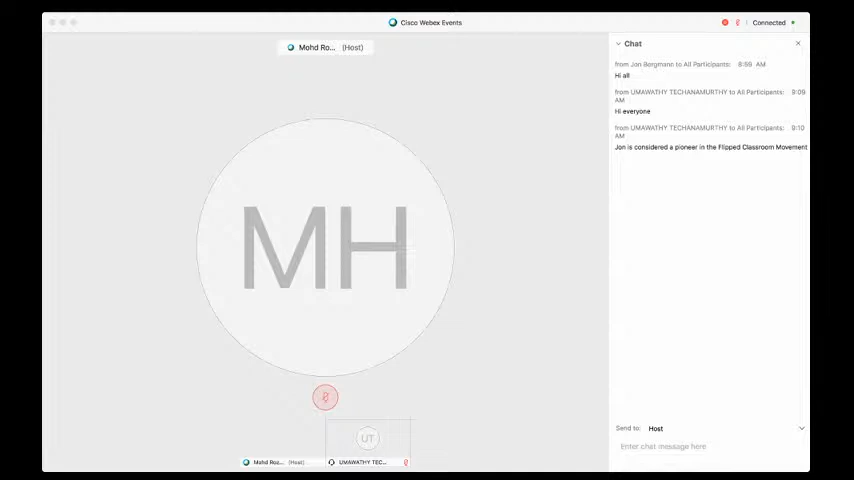 Cisco Webex Events
Connected
Mohd Ro... (Host)
Chat
from Jon Bergmann to All Participants: 8:59 AM
Hi all
from UMAWATHY TECHANAMURTHY to All Participants: 9:09
AM
Hi everyone
from UMAWATHY TECHANAMURTHY to All Participants: 9:10
AM
Jon is considered a pioneer in the Flipped Classroom Movement
MH
UT
Mohd Roz... (Host)
UMAWATHY TEC...
Send to: Host
Enter chat message here